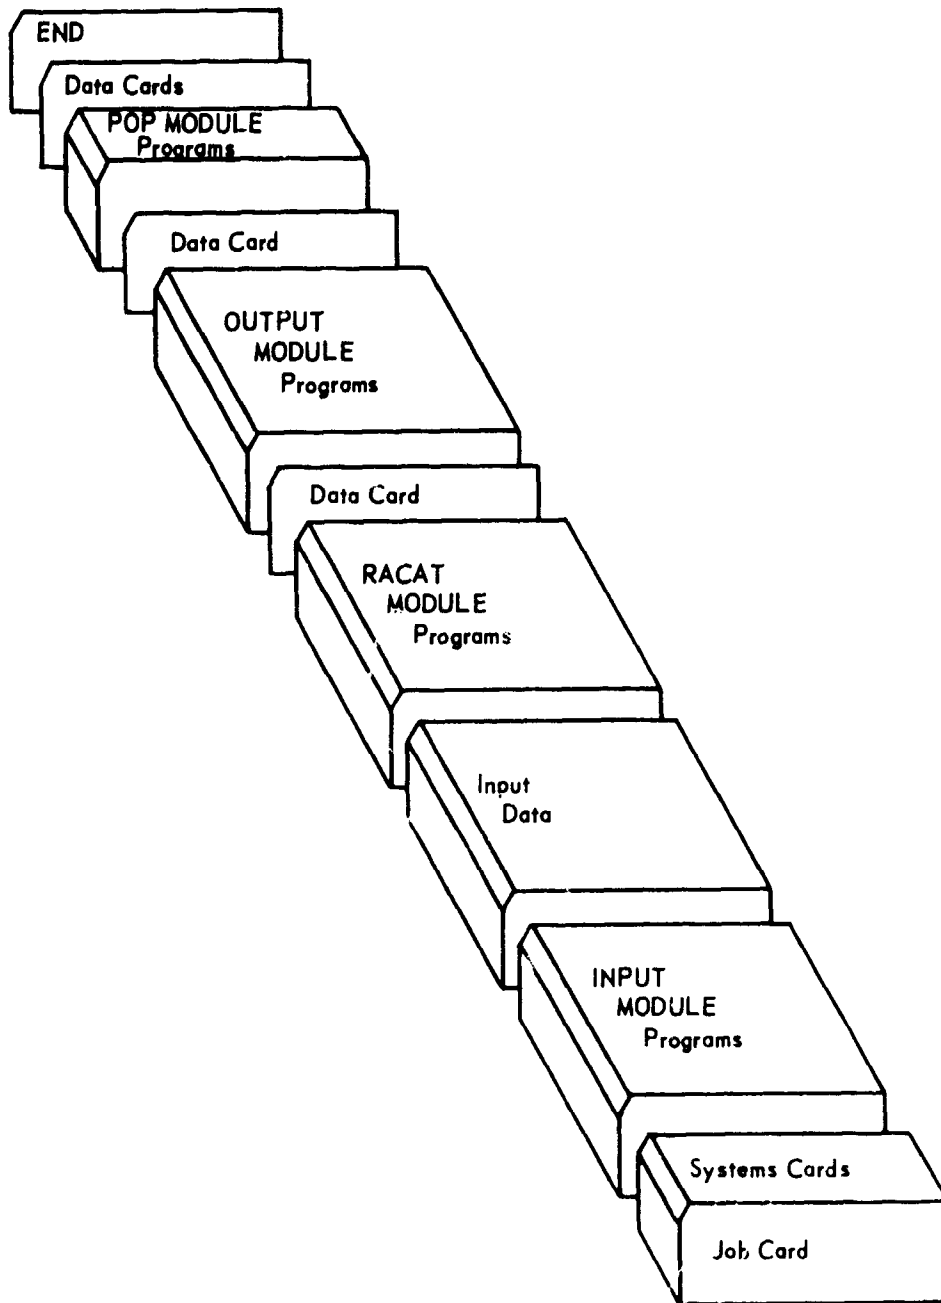 END
Data Cards
POP MODULE
Programs
Data Card
OUTPUT
MODULE
Programs
Data Card
RACAT
MODULE
Programs
Input
Data
INPUT
MODULE
Programs
Systems Cards
Job Card